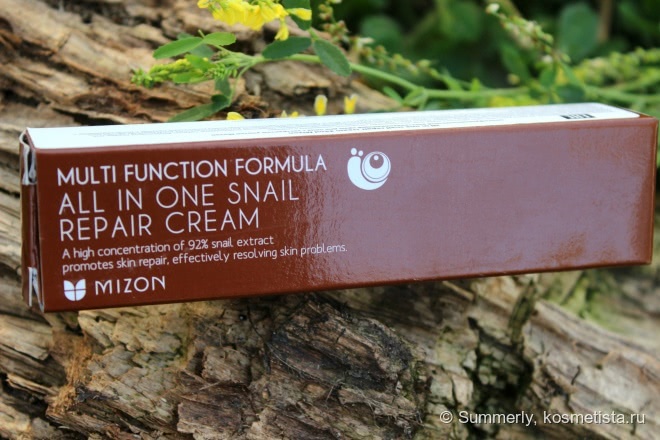 MULTI FUNCTION FORMULA
ALL IN ONE SNAIL
REPAIR CREAM
A high concentration of 92% snail extract
promotes skin repair, effectively resolving skin problems.
MIZON
© Summerly, kosmetista.ru